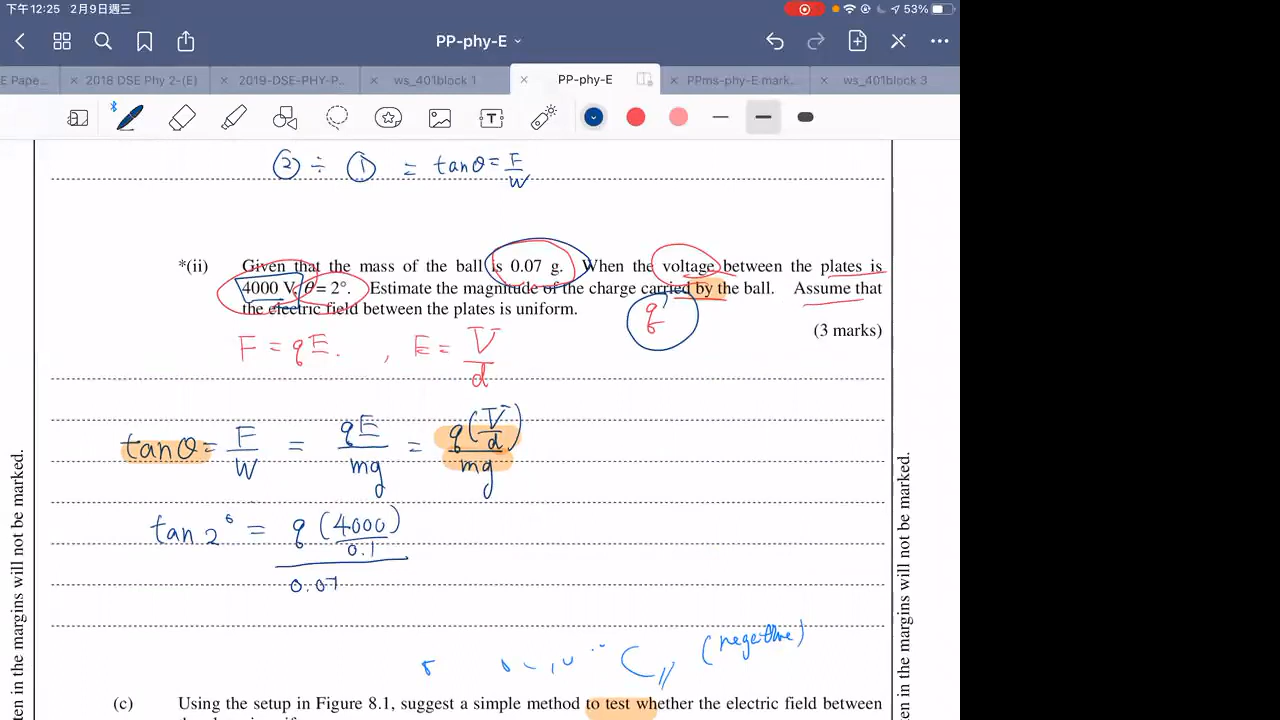 下午12:25 2月9日週三
53%
PP-phy-E
E Pape...
2018 DSE Phy 2-(E)
2019-DSE-PHY-P...
ws_401block 1
PP-phy-E
PPms-phy-E mark...
ws_401block 3
② ÷ ① = tanθ = F/W
*(ii) Given that the mass of the ball is 0.07 g. When the voltage between the plates is
4000 V, θ = 2°. Estimate the magnitude of the charge carried by the ball. Assume that
the electric field between the plates is uniform.
q
(3 marks)
F = qE. , E = V/d
tanθ = F/W = qE/mg = q(V/d)/mg
tan 2° = q(4000/0.1)/0.07
C// (negative)
(c) Using the setup in Figure 8.1, suggest a simple method to test whether the electric field between
ten in the margins will not be marked.
ten in the margins will not be marked.